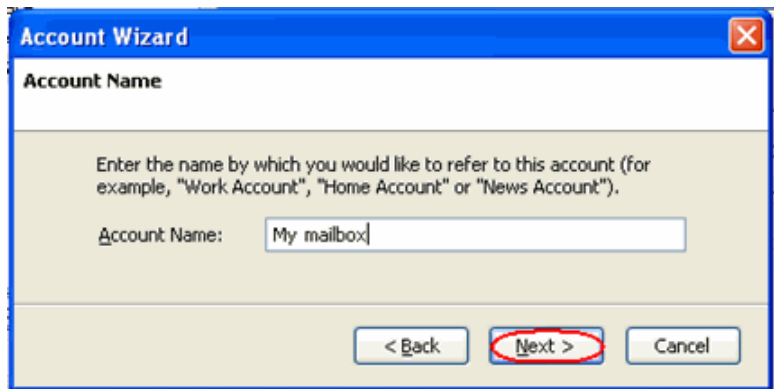 Account Wizard
Account Name
Enter the name by which you would like to refer to this account (for
example, "Work Account", "Home Account" or "News Account").
Account Name: My mailbox
< Back Next > Cancel